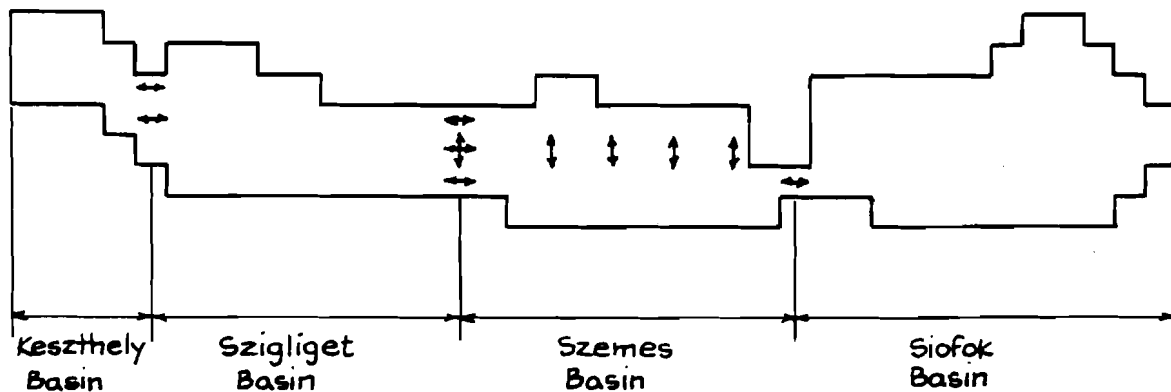 Keszthely
Basin
Szigliget
Basin
Szemes
Basin
Siofok
Basin